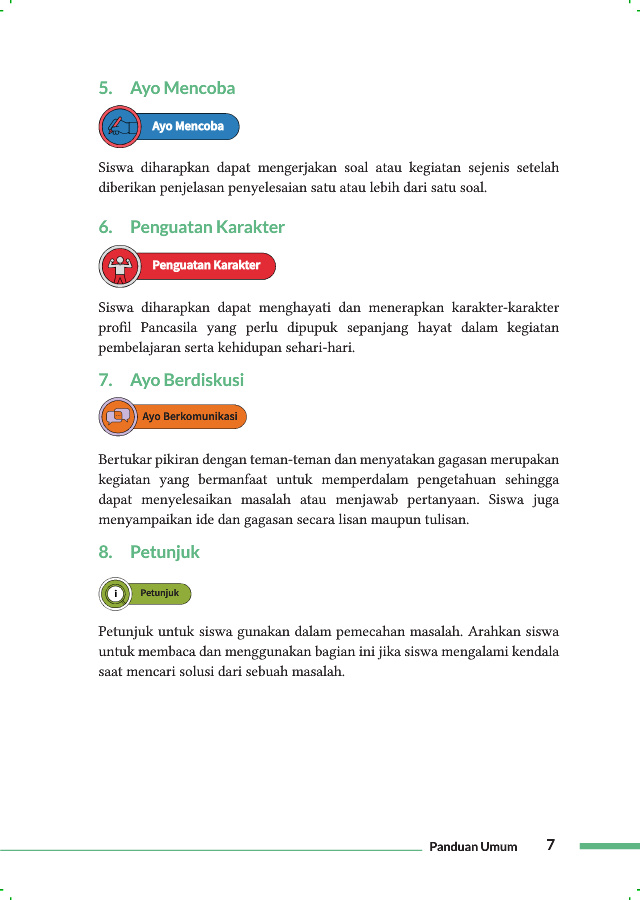 5. Ayo Mencoba
Ayo Mencoba
Siswa diharapkan dapat mengerjakan soal atau kegiatan sejenis setelah
diberikan penjelasan penyelesaian satu atau lebih dari satu soal.
6. Penguatan Karakter
Penguatan Karakter
Siswa diharapkan dapat menghayati dan menerapkan karakter-karakter
profil Pancasila yang perlu dipupuk sepanjang hayat dalam kegiatan
pembelajaran serta kehidupan sehari-hari.
7. Ayo Berdiskusi
Ayo Berkomunikasi
Bertukar pikiran dengan teman-teman dan menyatakan gagasan merupakan
kegiatan yang bermanfaat untuk memperdalam pengetahuan sehingga
dapat menyelesaikan masalah atau menjawab pertanyaan. Siswa juga
menyampaikan ide dan gagasan secara lisan maupun tulisan.
8. Petunjuk
i Petunjuk
Petunjuk untuk siswa gunakan dalam pemecahan masalah. Arahkan siswa
untuk membaca dan menggunakan bagian ini jika siswa mengalami kendala
saat mencari solusi dari sebuah masalah.
Panduan Umum 7